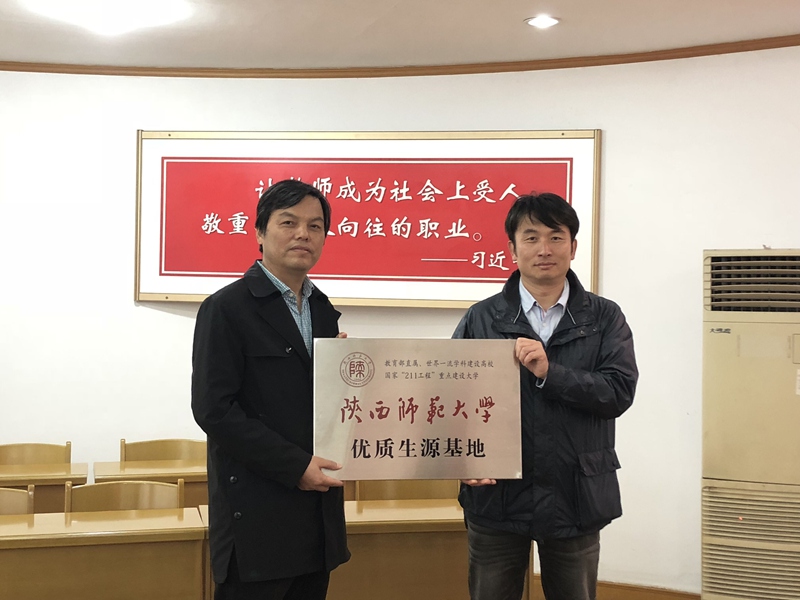 师成为社会上受人
敬重 向往的职业。
——习近
教育部直属、世界一流学科建设高校
国家“211工程”重点建设大学
陕西师范大学
优质生源基地